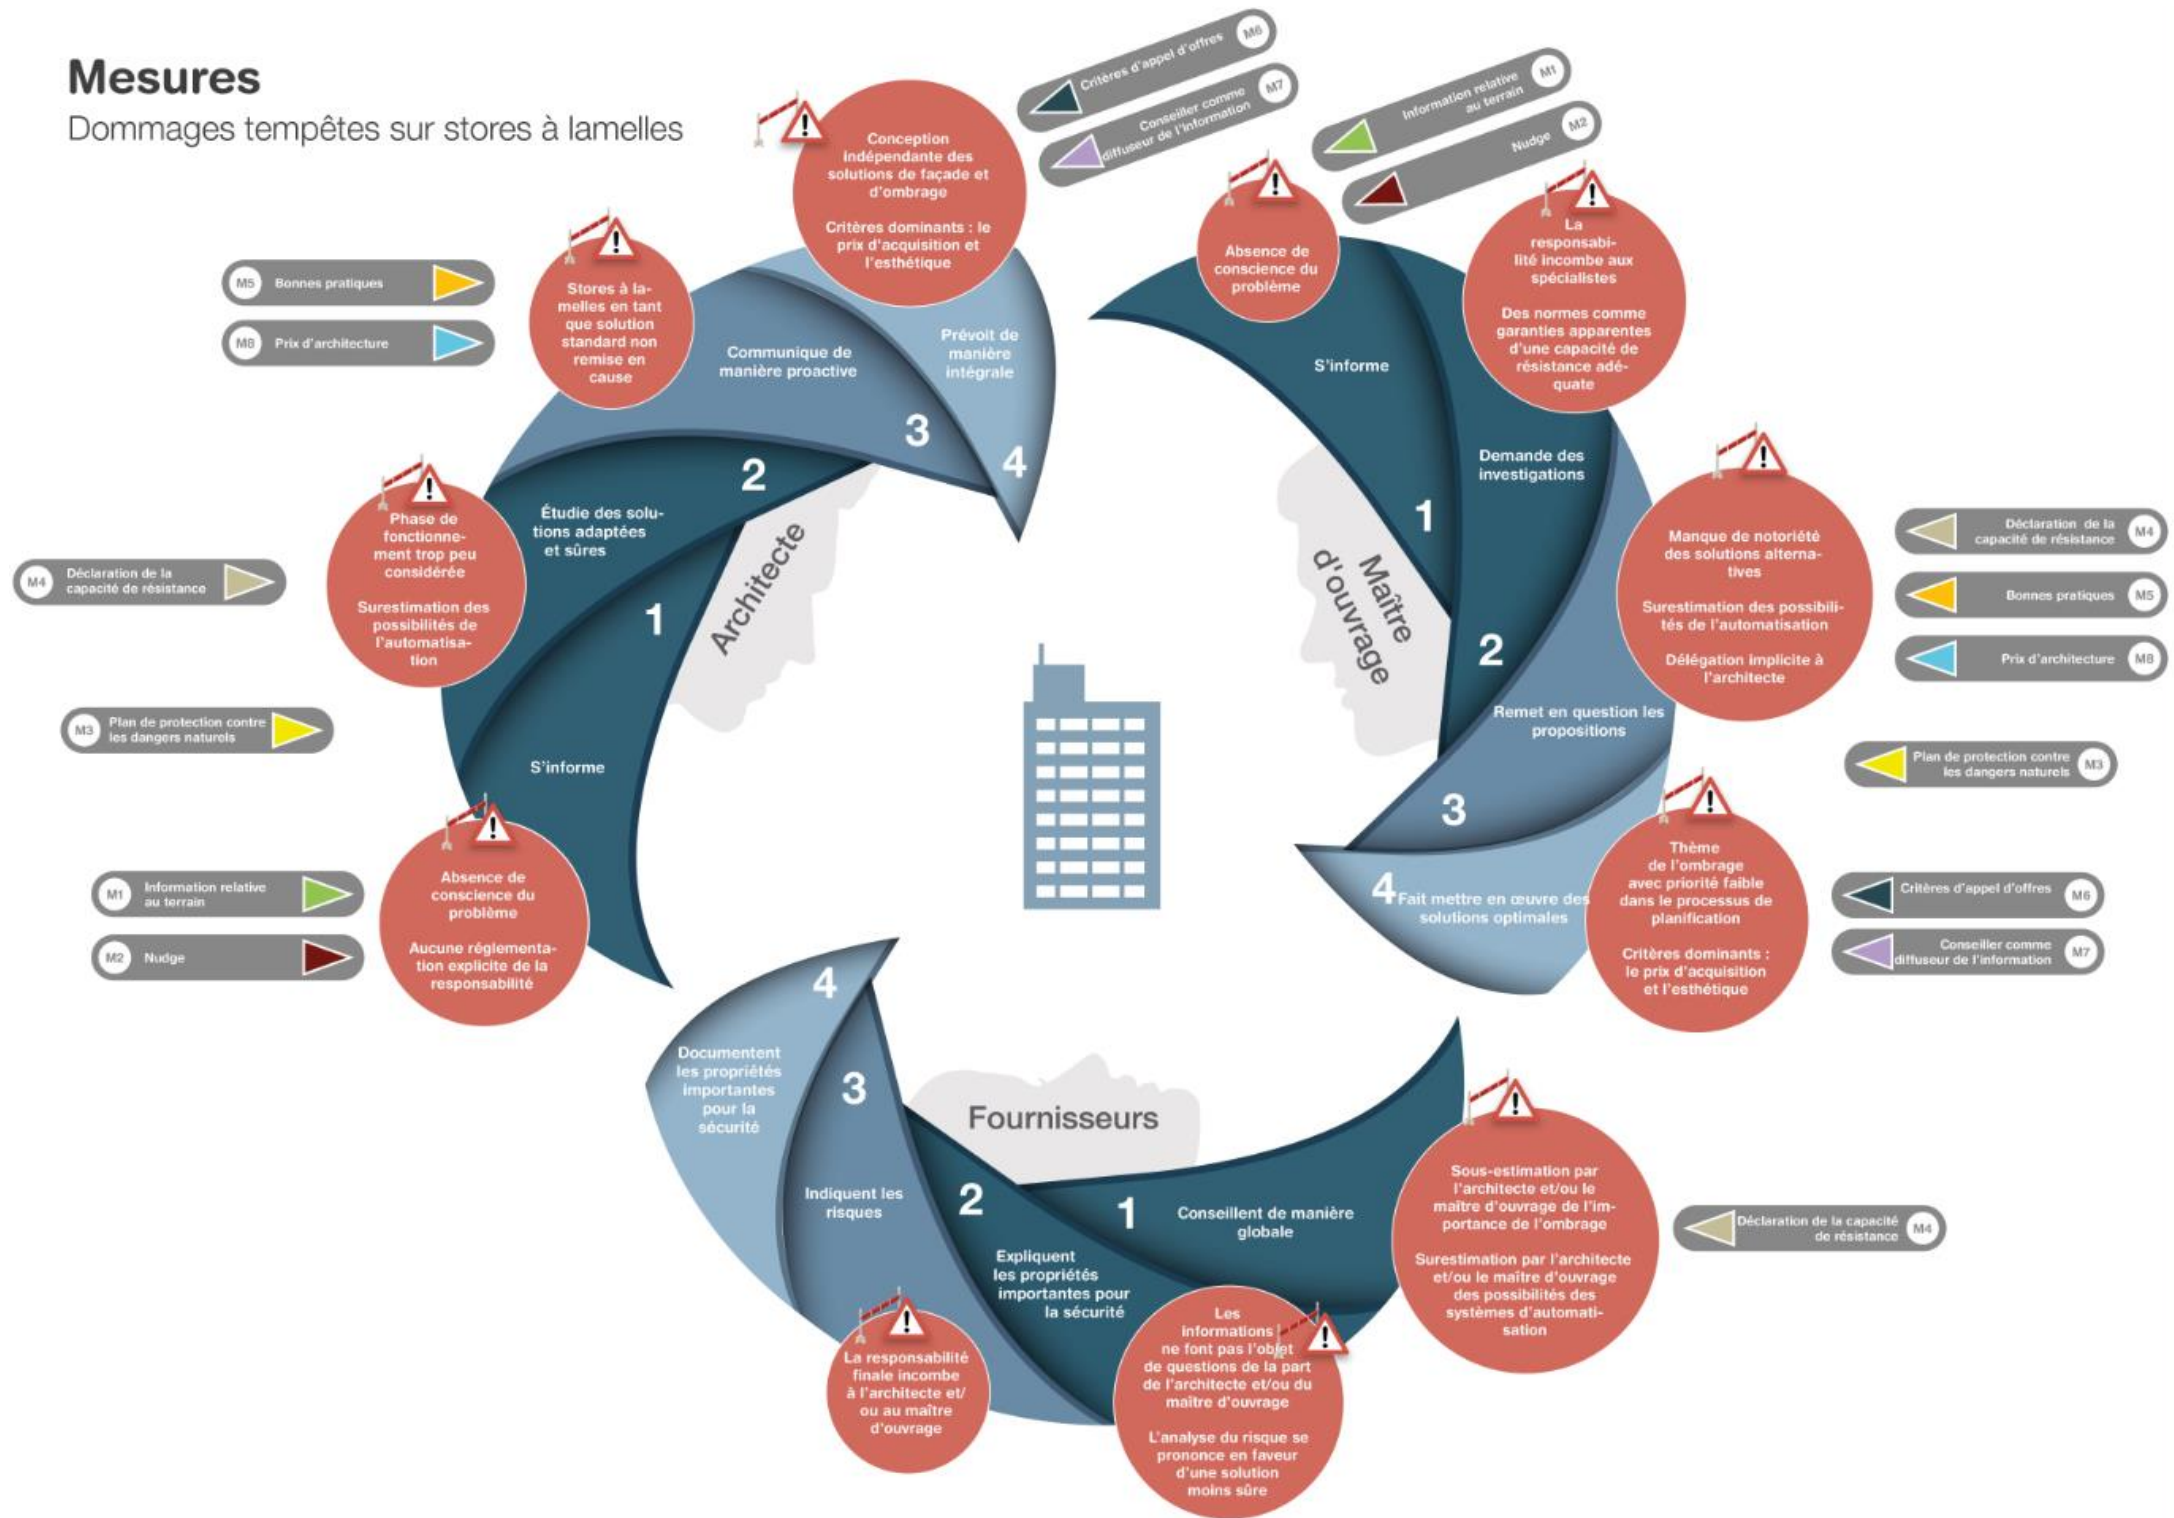 Mesures
Dommages tempêtes sur stores à lamelles
Critères d'appel d'offres
M6
Conseiller comme
diffuseur de l'information
M7
Information relative
au terrain
M1
Nudge
M2
Conception
indépendante des
solutions de façade et
d'ombrage
Critères dominants : le
prix d'acquisition et
l'esthétique
Absence de
conscience du
problème
La
responsabi-
lité incombe aux
spécialistes
Des normes comme
garanties apparentes
d'une capacité de
résistance adé-
quate
M5
Bonnes pratiques
M8
Prix d'architecture
Stores à la-
melles en tant
que solution
standard non
remise en
cause
Communique de
manière proactive
3
Prévoit de
manière
intégrale
4
S'informe
1
Demande des
investigations
2
Étudie des solu-
tions adaptées
et sûres
2
Phase de
fonctionne-
ment trop peu
considérée
Surestimation des
possibilités de
l'automatisa-
tion
M4
Déclaration de la
capacité de résistance
1
S'informe
Architecte
Maître
d'ouvrage
Manque de notoriété
des solutions alterna-
tives
Surestimation des possibili-
tés de l'automatisation
Délégation implicite à
l'architecte
Déclaration de la
capacité de résistance
M4
Bonnes pratiques
M5
Prix d'architecture
M8
M3
Plan de protection contre
les dangers naturels
Remet en question les
propositions
3
Plan de protection contre
les dangers naturels
M3
M1
Information relative
au terrain
M2
Nudge
Absence de
conscience du
problème
Aucune réglementa-
tion explicite de la
responsabilité
4
Fait mettre en œuvre des
solutions optimales
Thème
de l'ombrage
avec priorité faible
dans le processus de
planification
Critères dominants :
le prix d'acquisition
et l'esthétique
Critères d'appel d'offres
M6
Conseiller comme
diffuseur de l'information
M7
4
Documentent
les propriétés
importantes
pour la
sécurité
3
Indiquent les
risques
Fournisseurs
2
Expliquent
les propriétés
importantes pour
la sécurité
1
Conseillent de manière
globale
Sous-estimation par
l'architecte et/ou le
maître d'ouvrage de l'im-
portance de l'ombrage
Surestimation par l'architecte
et/ou le maître d'ouvrage
des possibilités des
systèmes d'automati-
sation
Déclaration de la capacité
de résistance
M4
La responsabilité
finale incombe
à l'architecte et/
ou au maître
d'ouvrage
Les
informations
ne font pas l'objet
de questions de la part
de l'architecte et/ou du
maître d'ouvrage
L'analyse du risque se
prononce en faveur
d'une solution
moins sûre